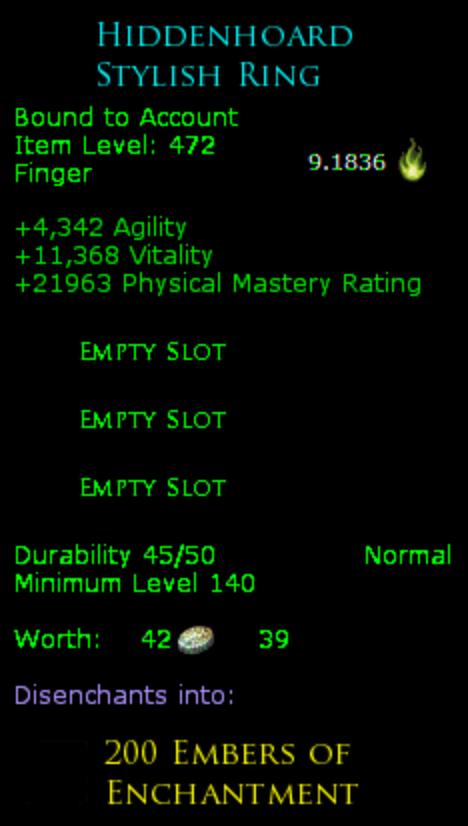 Hiddenhoard
Stylish Ring
Bound to Account
Item Level: 472
Finger
9.1836
+4,342 Agility
+11,368 Vitality
+21963 Physical Mastery Rating
Empty Slot
Empty Slot
Empty Slot
Durability 45/50 Normal
Minimum Level 140
Worth: 42 39
Disenchants into:
200 Embers of
Enchantment